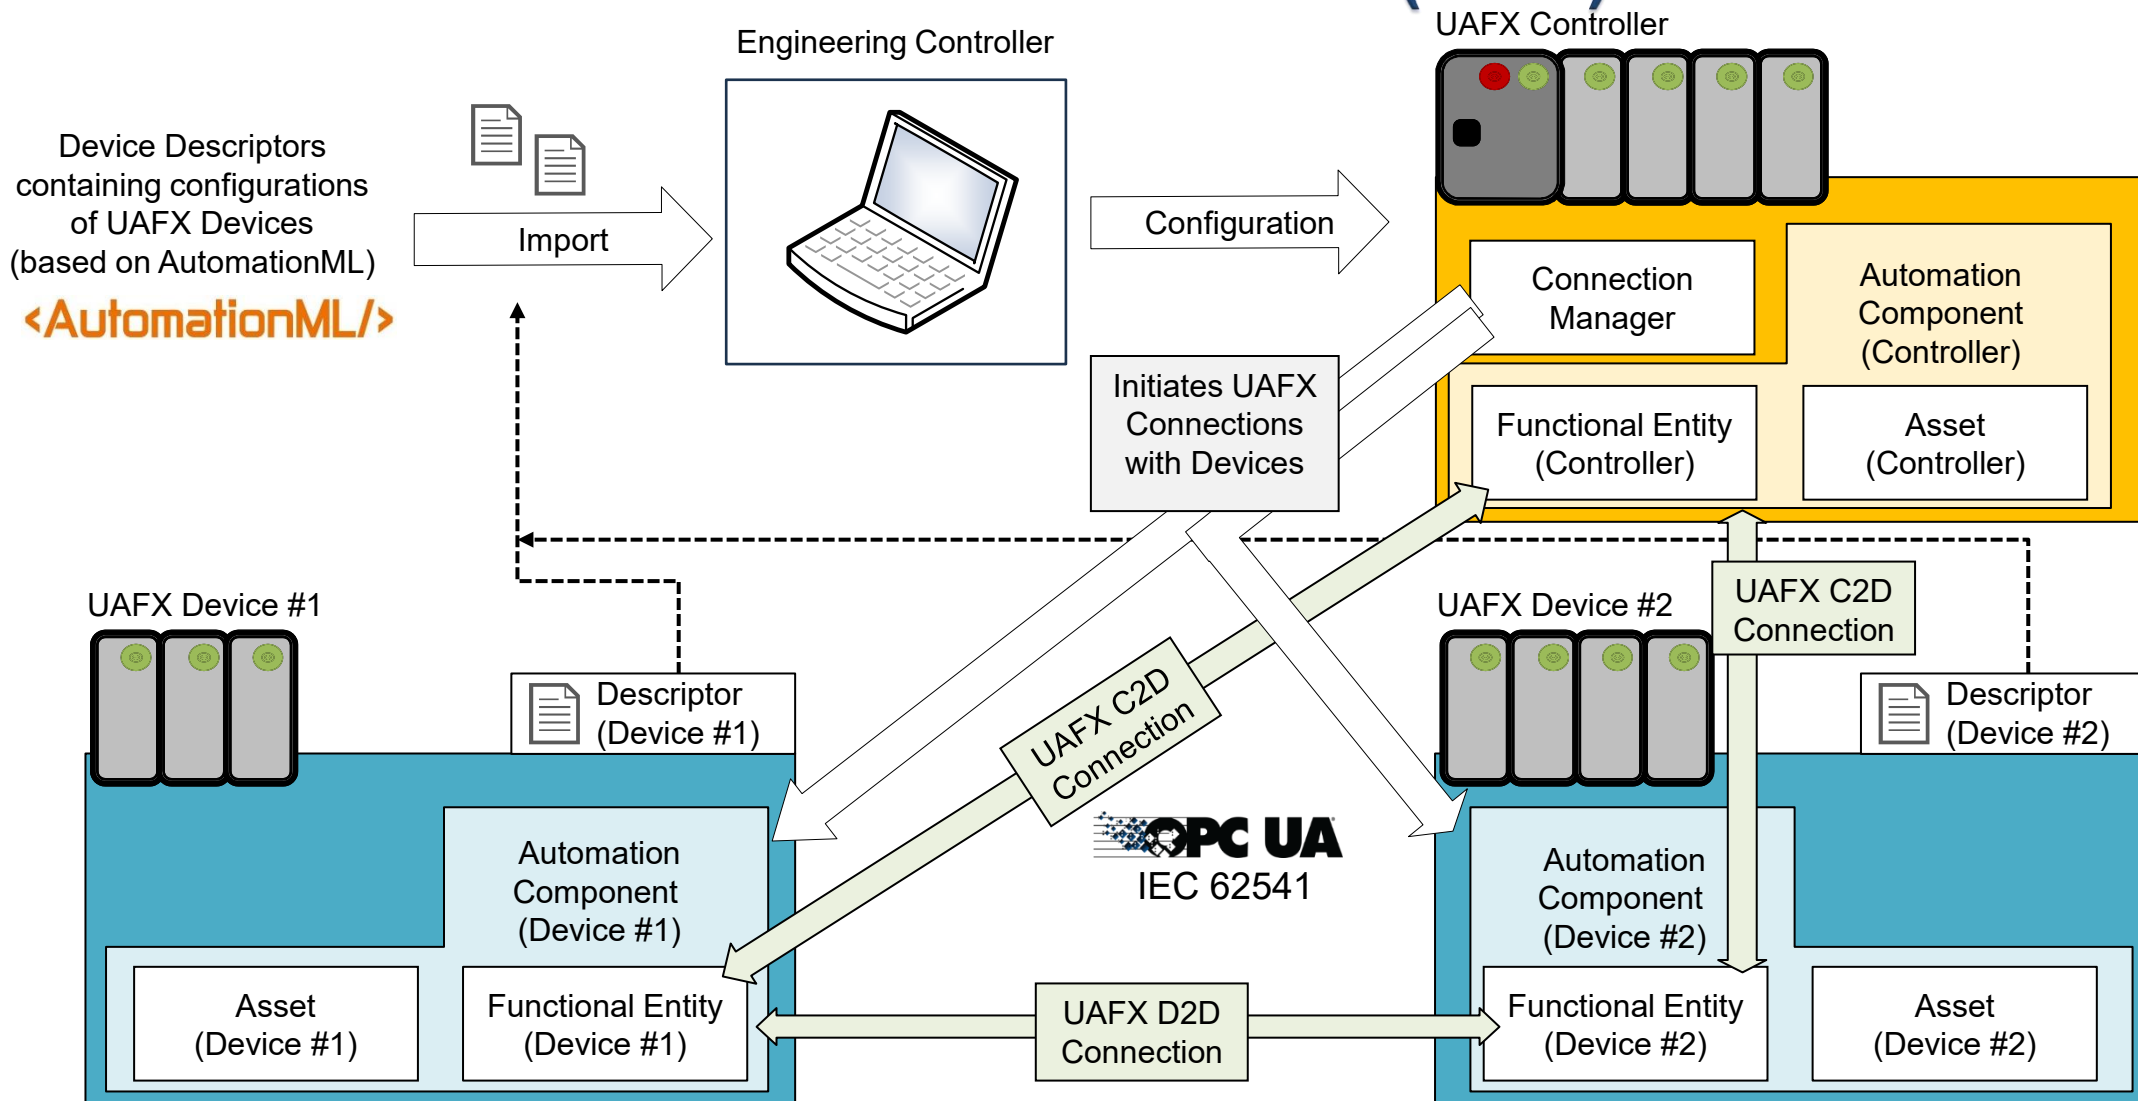 UAFX Controller
Engineering Controller
Device Descriptors
containing configurations
of UAFX Devices
(based on AutomationML)
<AutomationML/>
Import
Configuration
Connection
Manager
Automation
Component
(Controller)
Initiates UAFX
Connections
with Devices
Functional Entity
(Controller)
Asset
(Controller)
UAFX C2D
Connection
UAFX Device #1
UAFX Device #2
Descriptor
(Device #1)
UAFX C2D
Connection
Descriptor
(Device #2)
OPC UA
IEC 62541
Automation
Component
(Device #1)
Automation
Component
(Device #2)
Asset
(Device #1)
Functional Entity
(Device #1)
UAFX D2D
Connection
Functional Entity
(Device #2)
Asset
(Device #2)